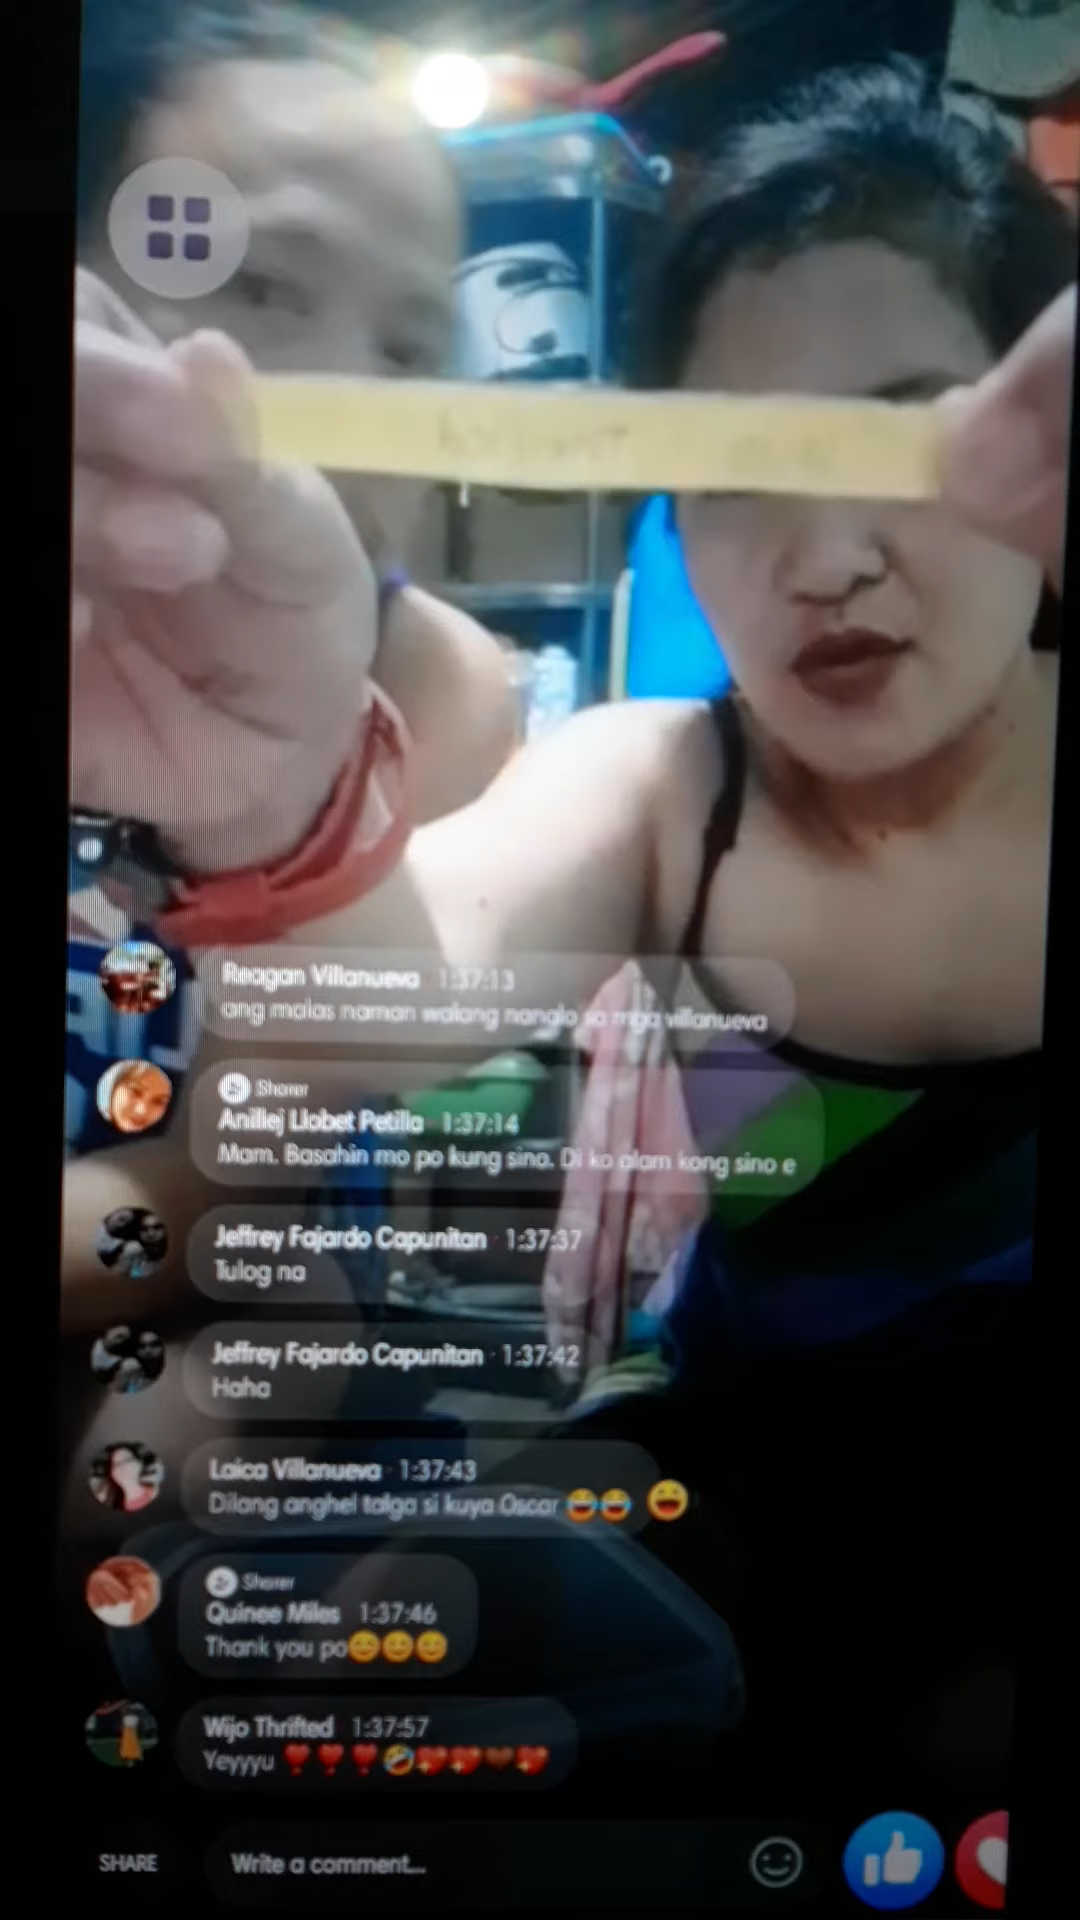 Reagan Villanueva · 1:37:13
ang malas naman walang nanalo sa mga villanueva
Sharer
Anillej Llobet Petilla · 1:37:14
Mam. Basahin mo po kung sino. Di ko alam kong sino e
Jeffrey Fajardo Capunitan · 1:37:37
Tulog na
Jeffrey Fajardo Capunitan · 1:37:42
Haha
Laica Villanueva · 1:37:43
Dilang anghel talga si kuya Oscar 😂😂 😄
Sharer
Quinee Miles · 1:37:46
Thank you po😊😊😊
Wijo Thrifted · 1:37:57
Yeyyyu ❣❣❣🤣💝💝🤎💝
SHARE
Write a comment...